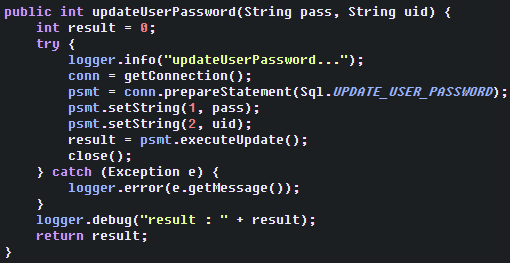 public int updateUserPassword(String pass, String uid) {
    int result = 0;
    try {
        logger.info("updateUserPassword...");
        conn = getConnection();
        psmt = conn.prepareStatement(Sql.UPDATE_USER_PASSWORD);
        psmt.setString(1, pass);
        psmt.setString(2, uid);
        result = psmt.executeUpdate();
        close();
    } catch (Exception e) {
        logger.error(e.getMessage());
    }
    logger.debug("result : " + result);
    return result;
}